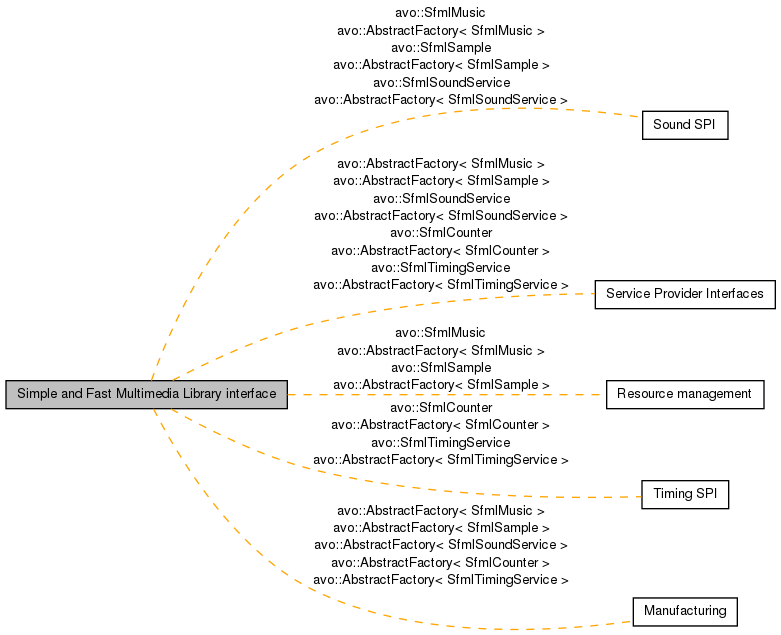 avo::SfmlMusic
avo::AbstractFactory< SfmlMusic >
avo::SfmlSample
avo::AbstractFactory< SfmlSample >
avo::SfmlSoundService
avo::AbstractFactory< SfmlSoundService >
Sound SPI
avo::AbstractFactory< SfmlMusic >
avo::AbstractFactory< SfmlSample >
avo::SfmlSoundService
avo::AbstractFactory< SfmlSoundService >
avo::SfmlCounter
avo::AbstractFactory< SfmlCounter >
avo::SfmlTimingService
avo::AbstractFactory< SfmlTimingService >
Service Provider Interfaces
avo::SfmlMusic
avo::AbstractFactory< SfmlMusic >
avo::SfmlSample
avo::AbstractFactory< SfmlSample >
Simple and Fast Multimedia Library interface
Resource management
avo::SfmlCounter
avo::AbstractFactory< SfmlCounter >
avo::SfmlTimingService
avo::AbstractFactory< SfmlTimingService >
Timing SPI
avo::AbstractFactory< SfmlMusic >
avo::AbstractFactory< SfmlSample >
avo::AbstractFactory< SfmlSoundService >
avo::AbstractFactory< SfmlCounter >
avo::AbstractFactory< SfmlTimingService >
Manufacturing